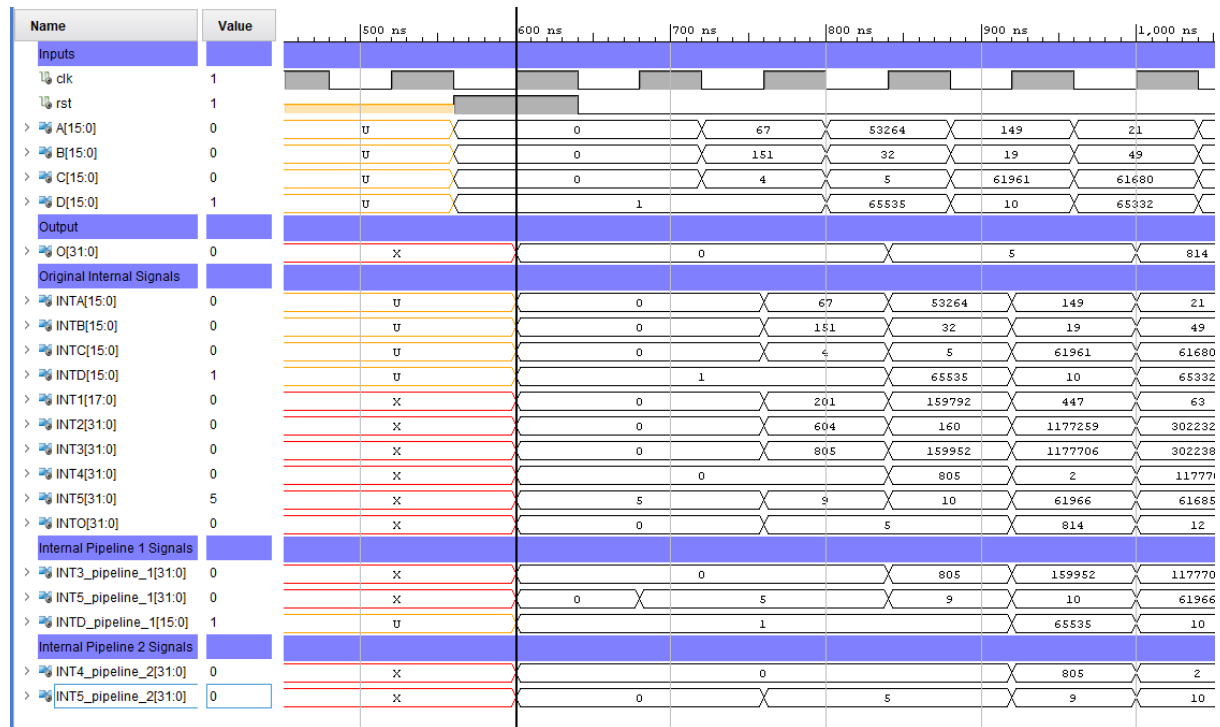 Name Value 500 ns 600 ns 700 ns 800 ns 900 ns 1,000 ns
Inputs
clk 1
rst 1
A[15:0] 0 U 0 67 53264 149 21
B[15:0] 0 U 0 151 32 19 49
C[15:0] 0 U 0 4 5 61961 61680
D[15:0] 1 U 1 65535 10 65332
Output
O[31:0] 0 X 0 5 814
Original Internal Signals
INTA[15:0] 0 U 0 67 53264 149 21
INTB[15:0] 0 U 0 151 32 19 49
INTC[15:0] 0 U 0 4 5 61961 61680
INTD[15:0] 1 U 1 65535 10 65332
INT1[17:0] 0 X 0 201 159792 447 63
INT2[31:0] 0 X 0 604 160 1177259 302232
INT3[31:0] 0 X 0 805 159952 1177706 302238
INT4[31:0] 0 X 0 805 2 11777
INT5[31:0] 5 X 5 9 10 61966 61685
INTO[31:0] 0 X 0 5 814 12
Internal Pipeline 1 Signals
INT3_pipeline_1[31:0] 0 X 0 805 159952 117770
INT5_pipeline_1[31:0] 0 X 0 5 9 10 61966
INTD_pipeline_1[15:0] 1 U 1 65535 10
Internal Pipeline 2 Signals
INT4_pipeline_2[31:0] 0 X 0 805 2
INT5_pipeline_2[31:0] 0 X 0 5 9 10